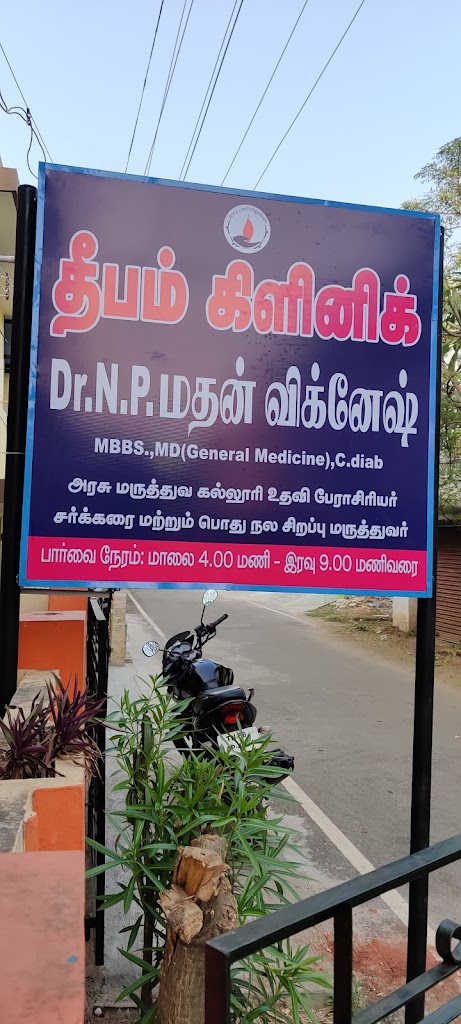 தீபம் கிளினிக்
Dr.N.P.மதன் விக்னேஷ்
MBBS.,MD(General Medicine),C.diab
அரசு மருத்துவ கல்லூரி உதவி பேராசிரியர்
சர்க்கரை மற்றும் பொது நல சிறப்பு மருத்துவர்
பார்வை நேரம்: மாலை 4.00 மணி - இரவு 9.00 மணிவரை